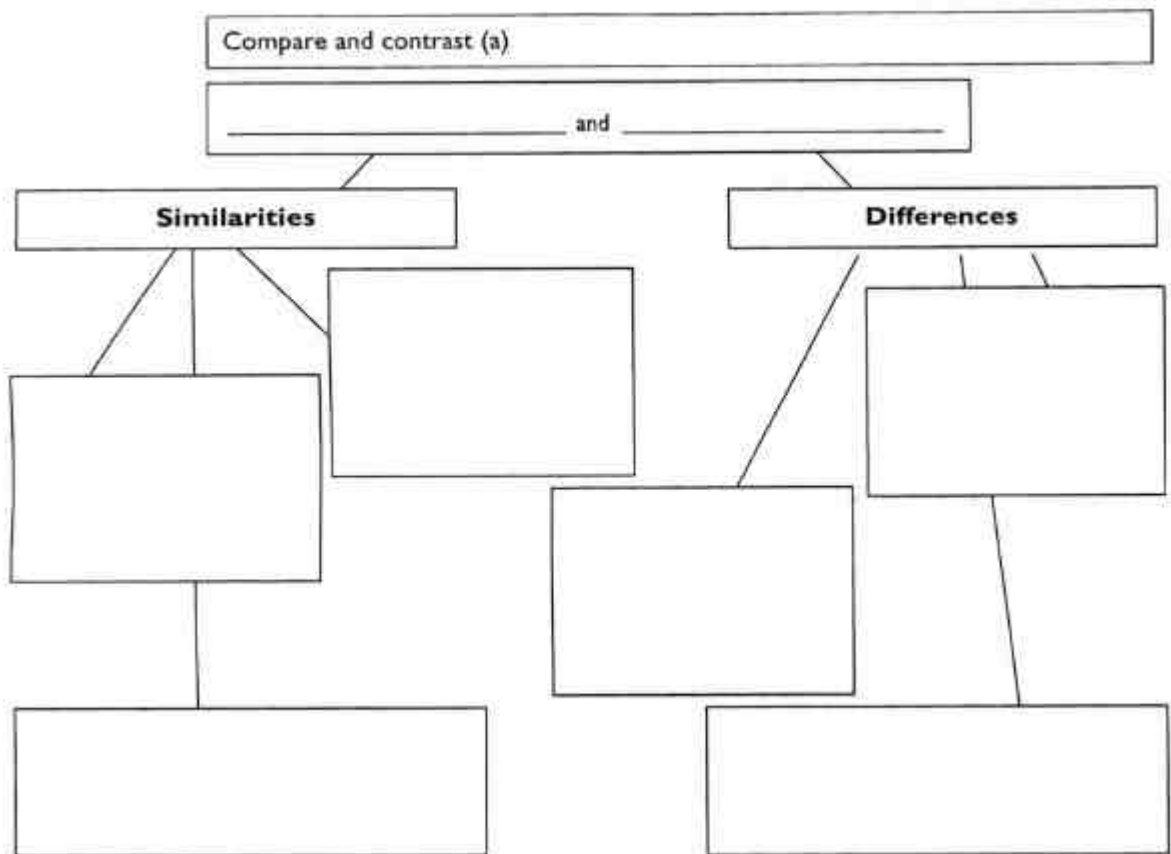 Compare and contrast (a)
and
Similarities
Differences